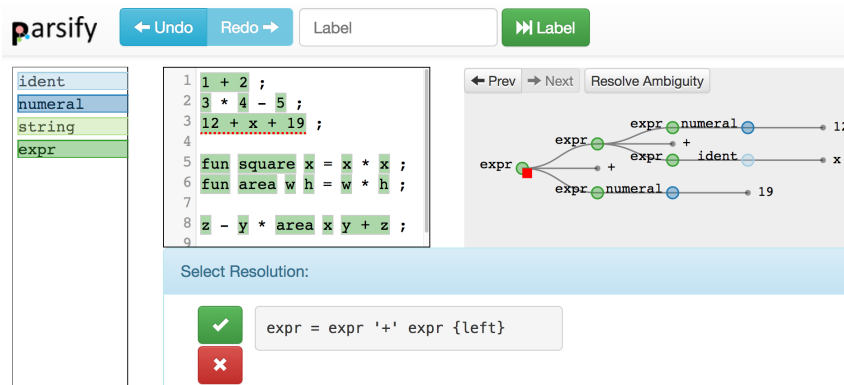 parsify
← Undo
Redo →
Label
Label
ident
numeral
string
expr
1 1 + 2 ;
2 3 * 4 - 5 ;
3 12 + x + 19 ;
4
5 fun square x = x * x ;
6 fun area w h = w * h ;
7
8 z - y * area x y + z ;
9
← Prev
→ Next
Resolve Ambiguity
expr numeral 12
expr +
expr ident x
expr +
expr numeral 19
Select Resolution:
expr = expr '+' expr {left}